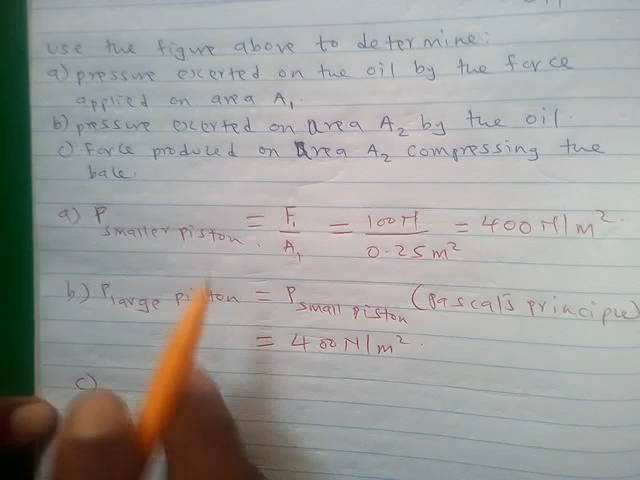 use the figure above to determine:
a) pressure exerted on the oil by the force
applied on area A₁.
b) pressure exerted on area A₂ by the oil.
c) force produced on area A₂ compressing the
bale.
a) P smaller piston. = F₁ / A₁ = 100N / 0.25m² = 400 N/m².
b) P large piston = P small piston (pascal's principle)
= 400N/m².
c)